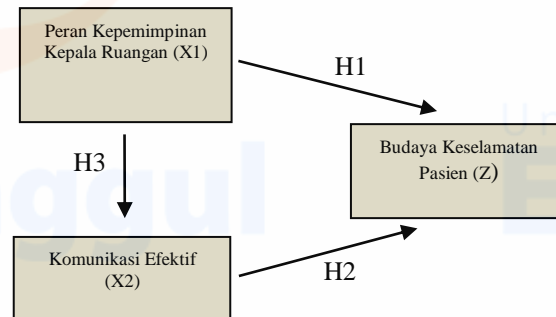 Peran Kepemimpinan
Kepala Ruangan (X1)
H1
Budaya Keselamatan
Pasien (Z)
H3
Komunikasi Efektif
(X2)
H2